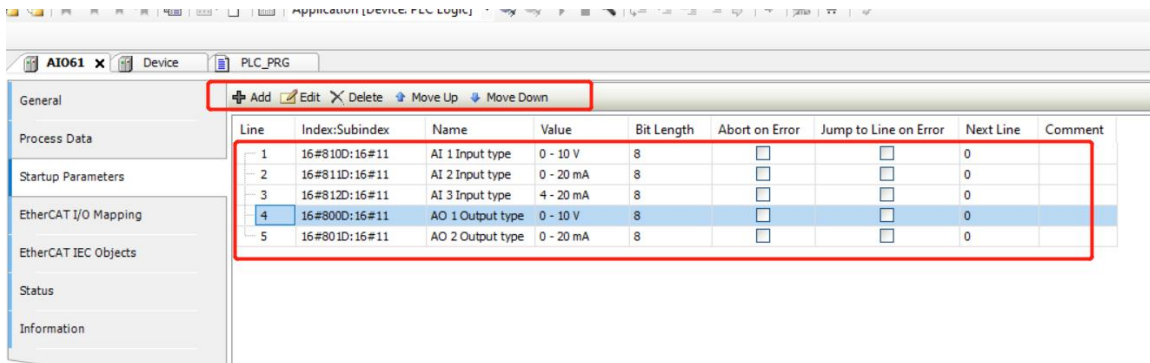 Application [Device: PLC Logic]
AIO61 Device PLC_PRG
General
Process Data
Startup Parameters
EtherCAT I/O Mapping
EtherCAT IEC Objects
Status
Information
Add Edit Delete Move Up Move Down
Line Index:Subindex Name Value Bit Length Abort on Error Jump to Line on Error Next Line Comment
1 16#810D:16#11 AI 1 Input type 0 - 10 V 8 0
2 16#811D:16#11 AI 2 Input type 0 - 20 mA 8 0
3 16#812D:16#11 AI 3 Input type 4 - 20 mA 8 0
4 16#800D:16#11 AO 1 Output type 0 - 10 V 8 0
5 16#801D:16#11 AO 2 Output type 0 - 20 mA 8 0